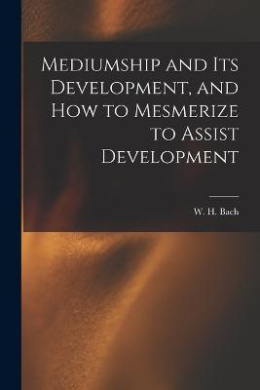 Mediumship and Its
Development, and
How to Mesmerize
to Assist
Development
W. H. Bach